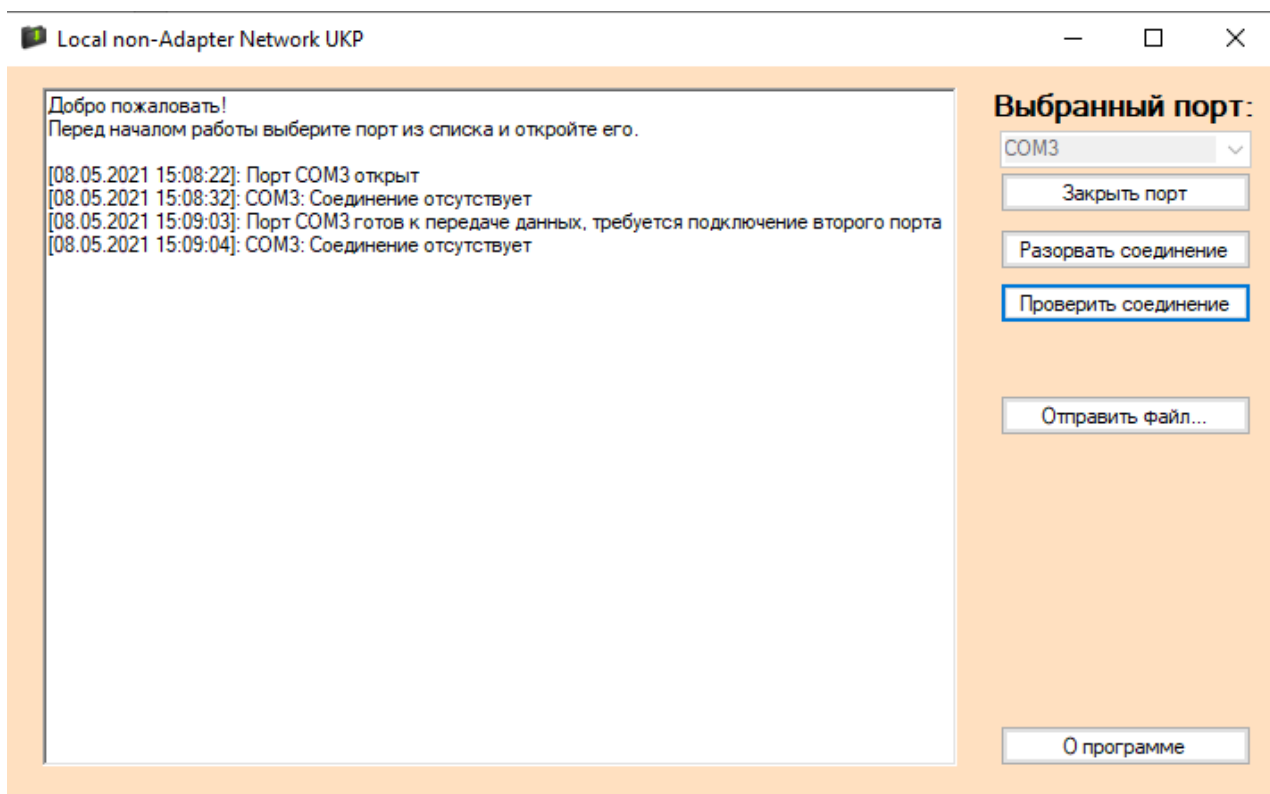 Local non-Adapter Network UKP
Добро пожаловать!
Перед началом работы выберите порт из списка и откройте его.
[08.05.2021 15:08:22]: Порт COM3 открыт
[08.05.2021 15:08:32]: COM3: Соединение отсутствует
[08.05.2021 15:09:03]: Порт COM3 готов к передаче данных, требуется подключение второго порта
[08.05.2021 15:09:04]: COM3: Соединение отсутствует
Выбранный порт:
COM3
Закрыть порт
Разорвать соединение
Проверить соединение
Отправить файл...
О программе